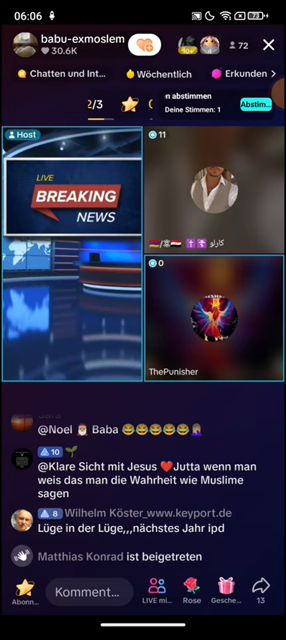 06:06
73
babu-exmoslem
30.6K
10+
72
Chatten und Int...
Wöchentlich
Erkunden
2/3
n abstimmen
Deine Stimmen: 1
Abstim...
Host
LIVE
BREAKING
NEWS
11
كارلو
0
ThePunisher
@Noel 🎅 Baba 😂😂😂😂😂🤦‍♀️
10 🌱
@Klare Sicht mit Jesus ❤️Jutta wenn man
weis das man die Wahrheit wie Muslime
sagen
8 Wilhelm Köster_www.keyport.de
Lüge in der Lüge,,,nächstes Jahr ipd
Matthias Konrad ist beigetreten
Abonn...
Komment...
LIVE mi...
Rose
Gesche...
13